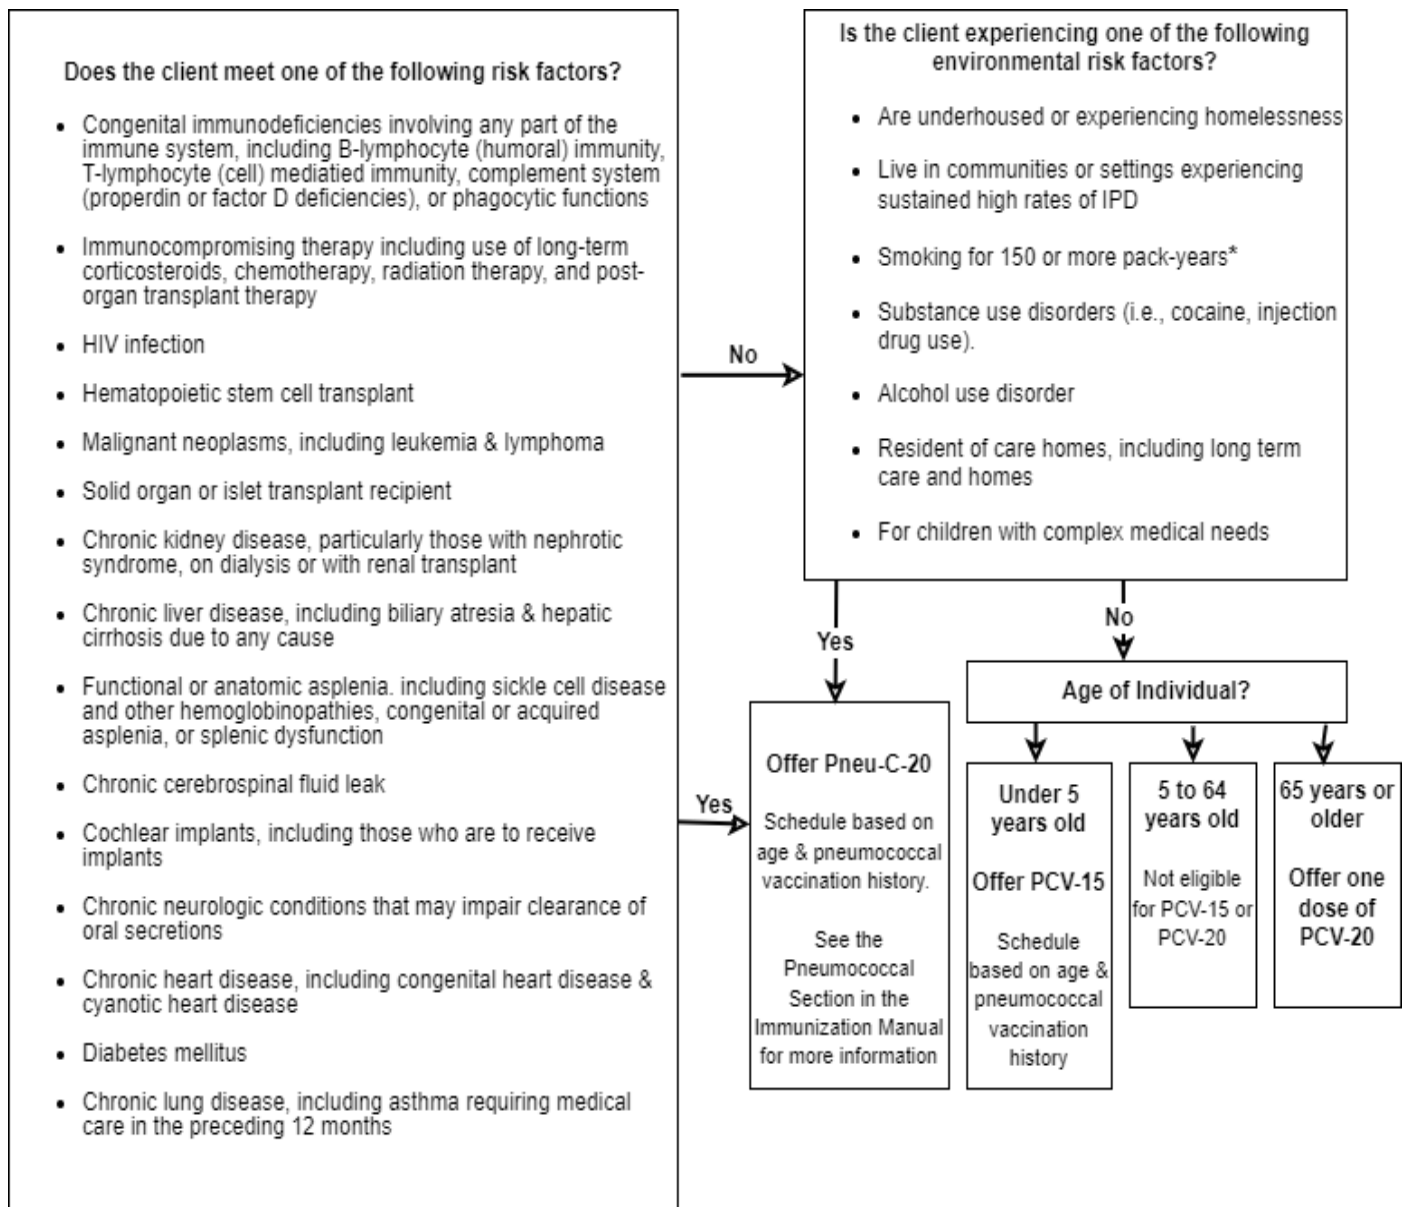 Does the client meet one of the following risk factors?
• Congenital immunodeficiencies involving any part of the
immune system, including B-lymphocyte (humoral) immunity,
T-lymphocyte (cell) mediatied immunity, complement system
(properdin or factor D deficiencies), or phagocytic functions
• Immunocompromising therapy including use of long-term
corticosteroids, chemotherapy, radiation therapy, and post-
organ transplant therapy
• HIV infection
• Hematopoietic stem cell transplant
• Malignant neoplasms, including leukemia & lymphoma
• Solid organ or islet transplant recipient
• Chronic kidney disease, particularly those with nephrotic
syndrome, on dialysis or with renal transplant
• Chronic liver disease, including biliary atresia & hepatic
cirrhosis due to any cause
• Functional or anatomic asplenia. including sickle cell disease
and other hemoglobinopathies, congenital or acquired
asplenia, or splenic dysfunction
• Chronic cerebrospinal fluid leak
• Cochlear implants, including those who are to receive
implants
• Chronic neurologic conditions that may impair clearance of
oral secretions
• Chronic heart disease, including congenital heart disease &
cyanotic heart disease
• Diabetes mellitus
• Chronic lung disease, including asthma requiring medical
care in the preceding 12 months
No
Yes
Is the client experiencing one of the following
environmental risk factors?
• Are underhoused or experiencing homelessness
• Live in communities or settings experiencing
sustained high rates of IPD
• Smoking for 150 or more pack-years*
• Substance use disorders (i.e., cocaine, injection
drug use).
• Alcohol use disorder
• Resident of care homes, including long term
care and homes
• For children with complex medical needs
Yes
No
Offer Pneu-C-20
Schedule based on
age & pneumococcal
vaccination history.
See the
Pneumococcal
Section in the
Immunization Manual
for more information
Age of Individual?
Under 5
years old
Offer PCV-15
Schedule
based on age &
pneumococcal
vaccination
history
5 to 64
years old
Not eligible
for PCV-15 or
PCV-20
65 years or
older
Offer one
dose of
PCV-20